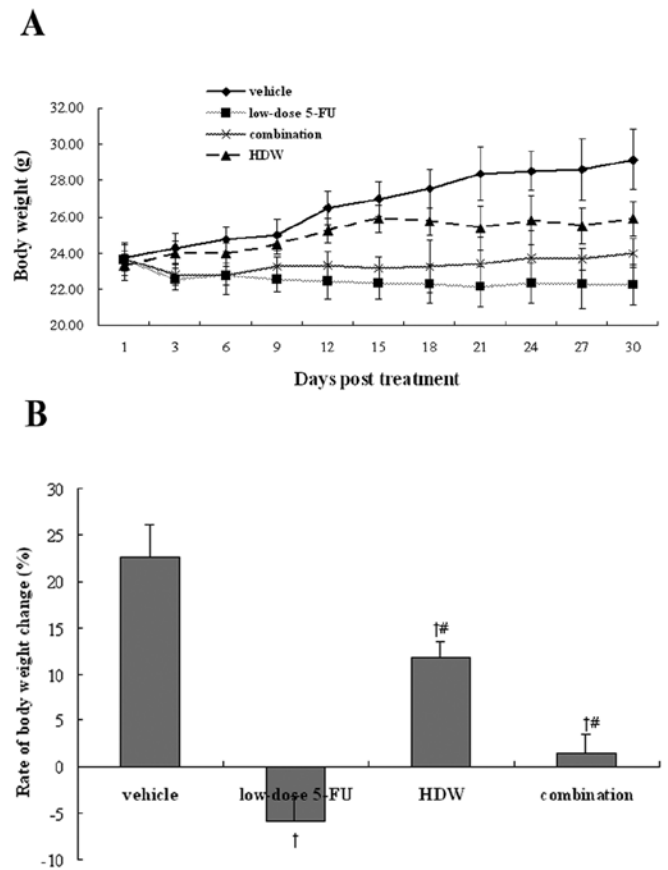 A
vehicle
low-dose 5-FU
combination
HDW
32.00
30.00
28.00
26.00
24.00
22.00
20.00
Body weight (g)
1 3 6 9 12 15 18 21 24 27 30
Days post treatment
B
30
25
20
15
10
5
0
-5
-10
Rate of body weight change (%)
†#
†#
vehicle low-dose 5-FU HDW combination
†